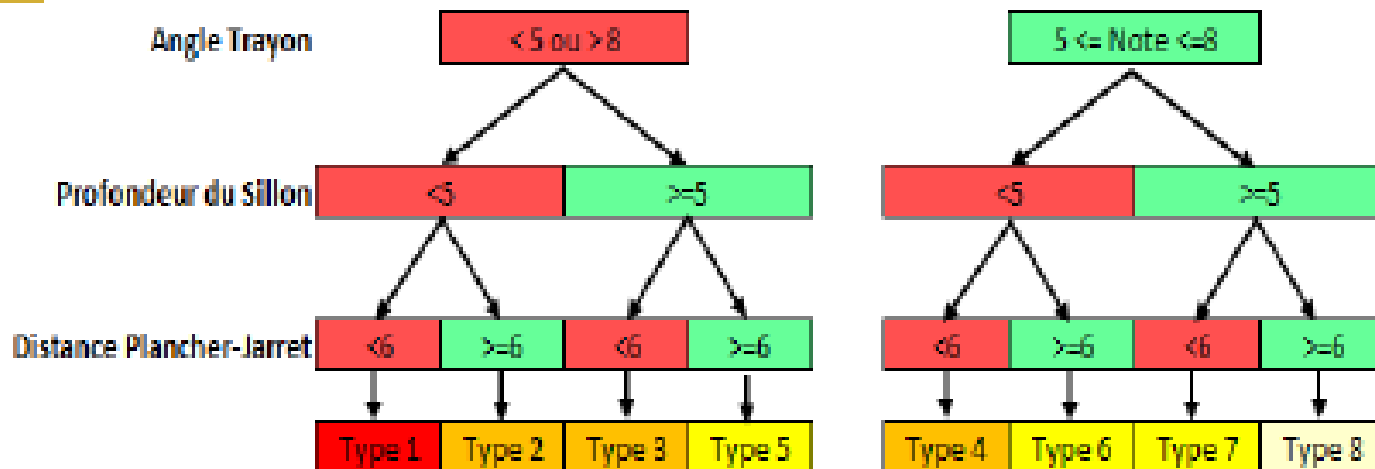 Angle Trayon < 5 ou > 8 5 <= Note <=8
Profondeur du Sillon <5 >=5 <5 >=5
Distance Plancher-Jarret <6 >=6 <6 >=6 <6 >=6 <6 >=6
Type 1 Type 2 Type 3 Type 5 Type 4 Type 6 Type 7 Type 8